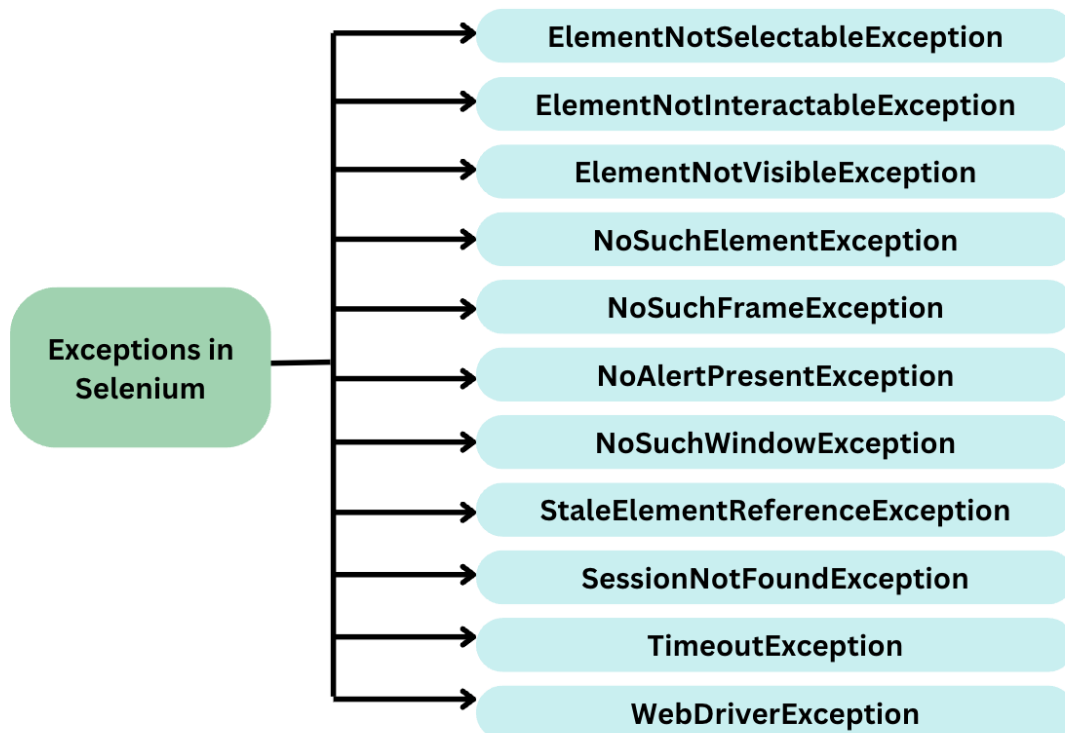 Exceptions in
Selenium
ElementNotSelectableException
ElementNotInteractableException
ElementNotVisibleException
NoSuchElementException
NoSuchFrameException
NoAlertPresentException
NoSuchWindowException
StaleElementReferenceException
SessionNotFoundException
TimeoutException
WebDriverException